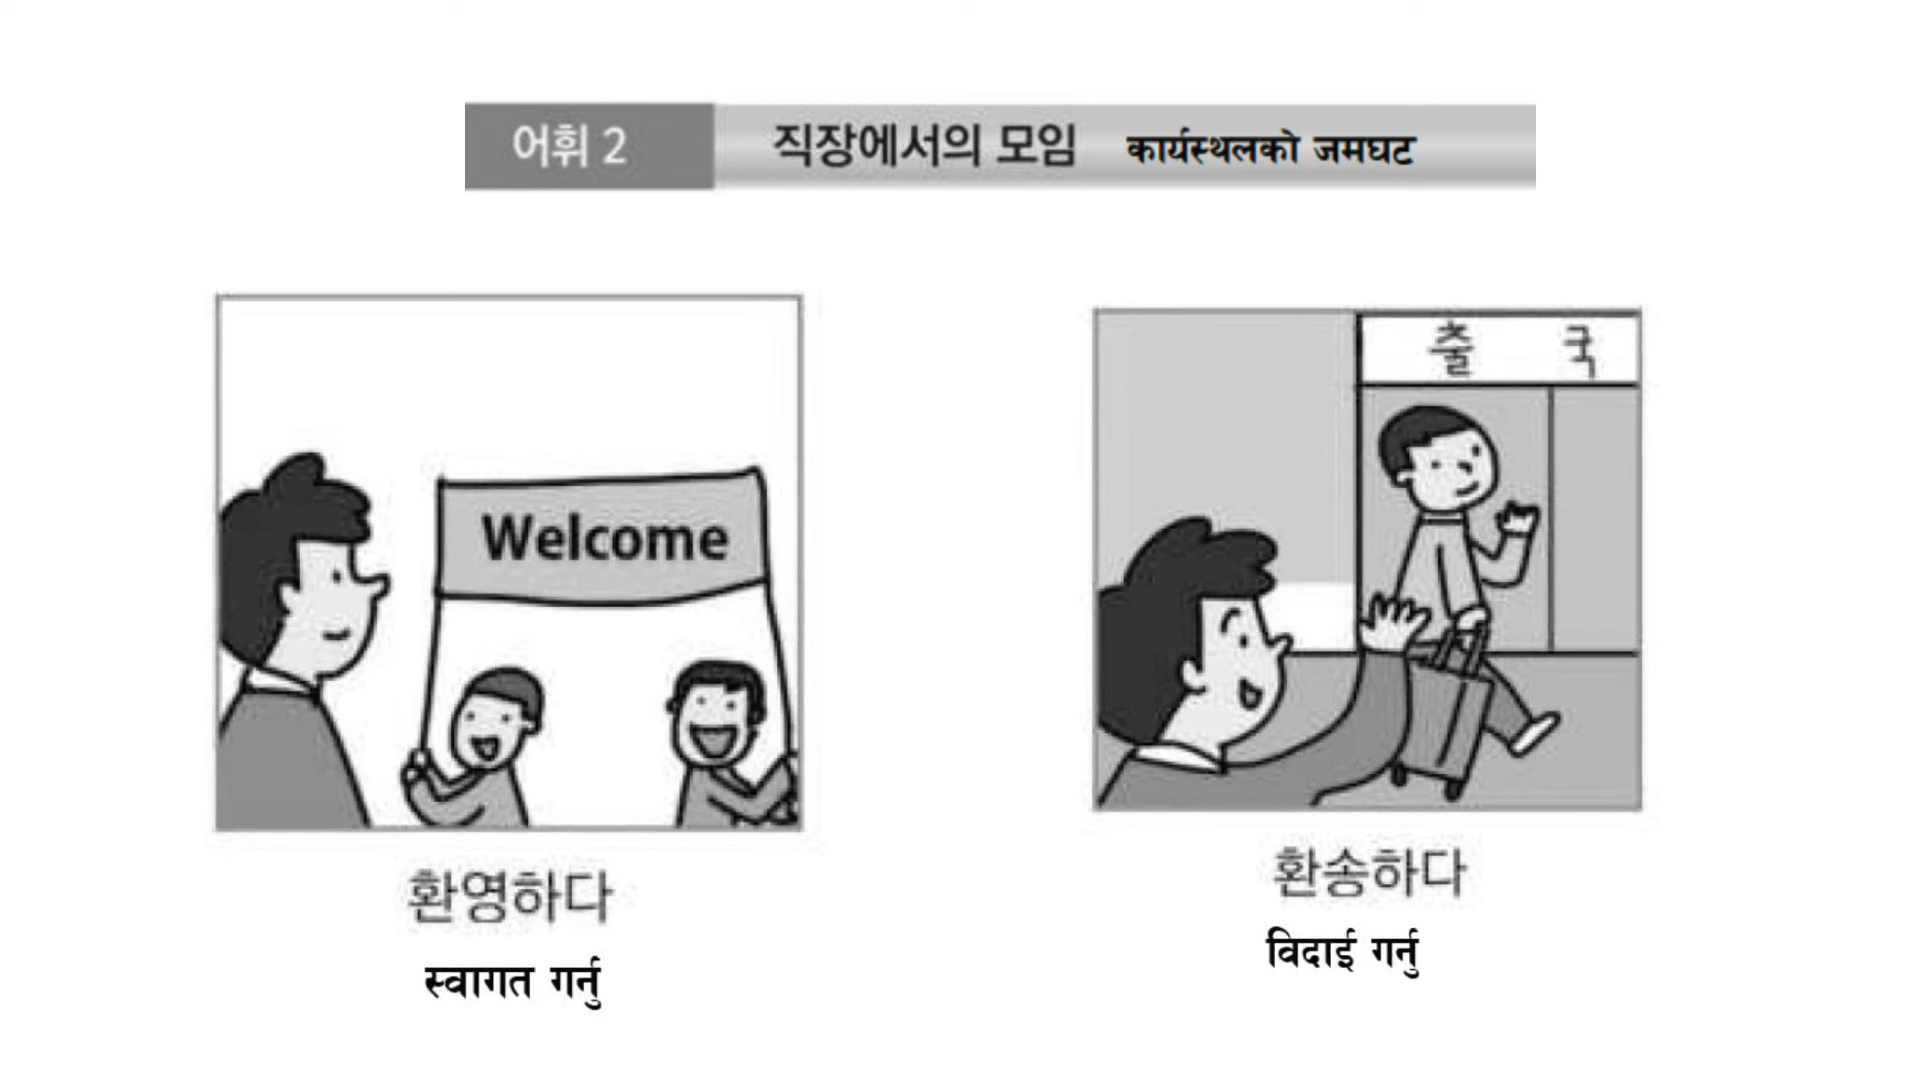 어휘 2 직장에서의 모임 कार्यस्थलको जमघट
Welcome
출 국
환영하다
स्वागत गर्नु
환송하다
विदाई गर्नु